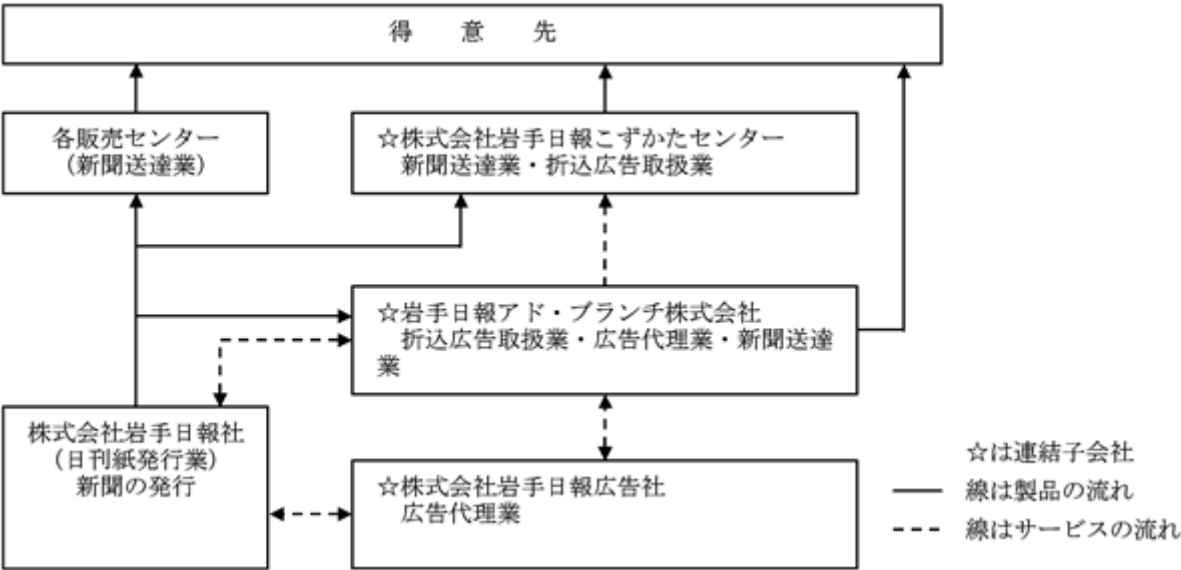 得　意　先
各販売センター
（新聞送達業）
☆株式会社岩手日報こずかたセンター
新聞送達業・折込広告取扱業
☆岩手日報アド・ブランチ株式会社
折込広告取扱業・広告代理業・新聞送達
業
株式会社岩手日報社
（日刊紙発行業）
新聞の発行
☆株式会社岩手日報広告社
広告代理業
☆は連結子会社
線は製品の流れ
線はサービスの流れ